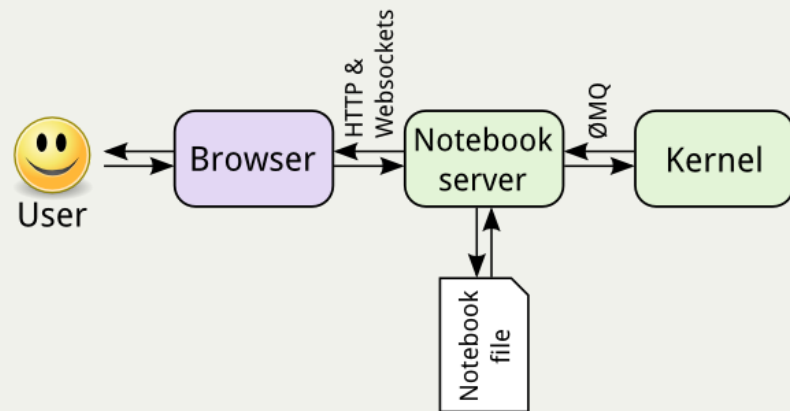 User
Browser
HTTP &
Websockets
Notebook
server
ØMQ
Kernel
Notebook
file